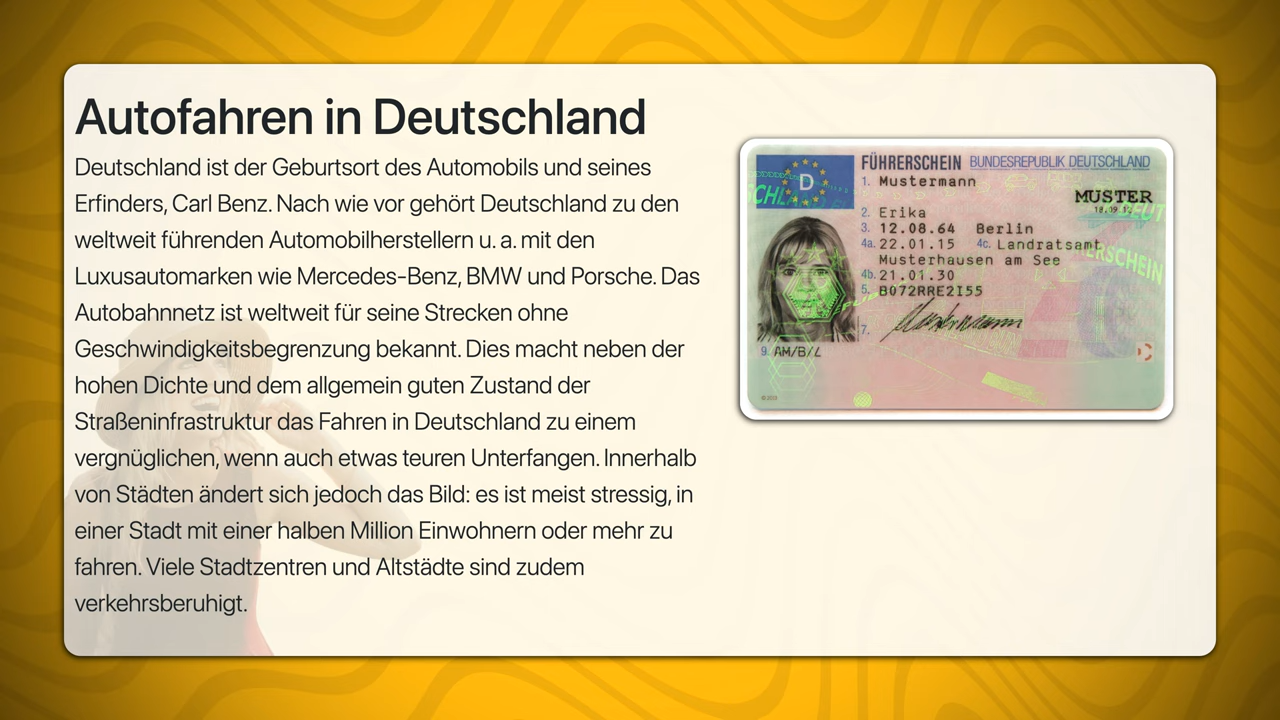 Autofahren in Deutschland
Deutschland ist der Geburtsort des Automobils und seines
Erfinders, Carl Benz. Nach wie vor gehört Deutschland zu den
weltweit führenden Automobilherstellern u. a. mit den
Luxusautomarken wie Mercedes-Benz, BMW und Porsche. Das
Autobahnnetz ist weltweit für seine Strecken ohne
Geschwindigkeitsbegrenzung bekannt. Dies macht neben der
hohen Dichte und dem allgemein guten Zustand der
Straßeninfrastruktur das Fahren in Deutschland zu einem
vergnüglichen, wenn auch etwas teuren Unterfangen. Innerhalb
von Städten ändert sich jedoch das Bild: es ist meist stressig, in
einer Stadt mit einer halben Million Einwohnern oder mehr zu
fahren. Viele Stadtzentren und Altstädte sind zudem
verkehrsberuhigt.
D
FÜHRERSCHEIN BUNDESREPUBLIK DEUTSCHLAND
1. Mustermann
MUSTER
2. Erika
3. 12.08.64 Berlin
4a. 22.01.15 4c. Landratsamt
Musterhausen am See
4b. 21.01.30
5. B072RRE2I55
7. Mustermann
9. AM/B/L